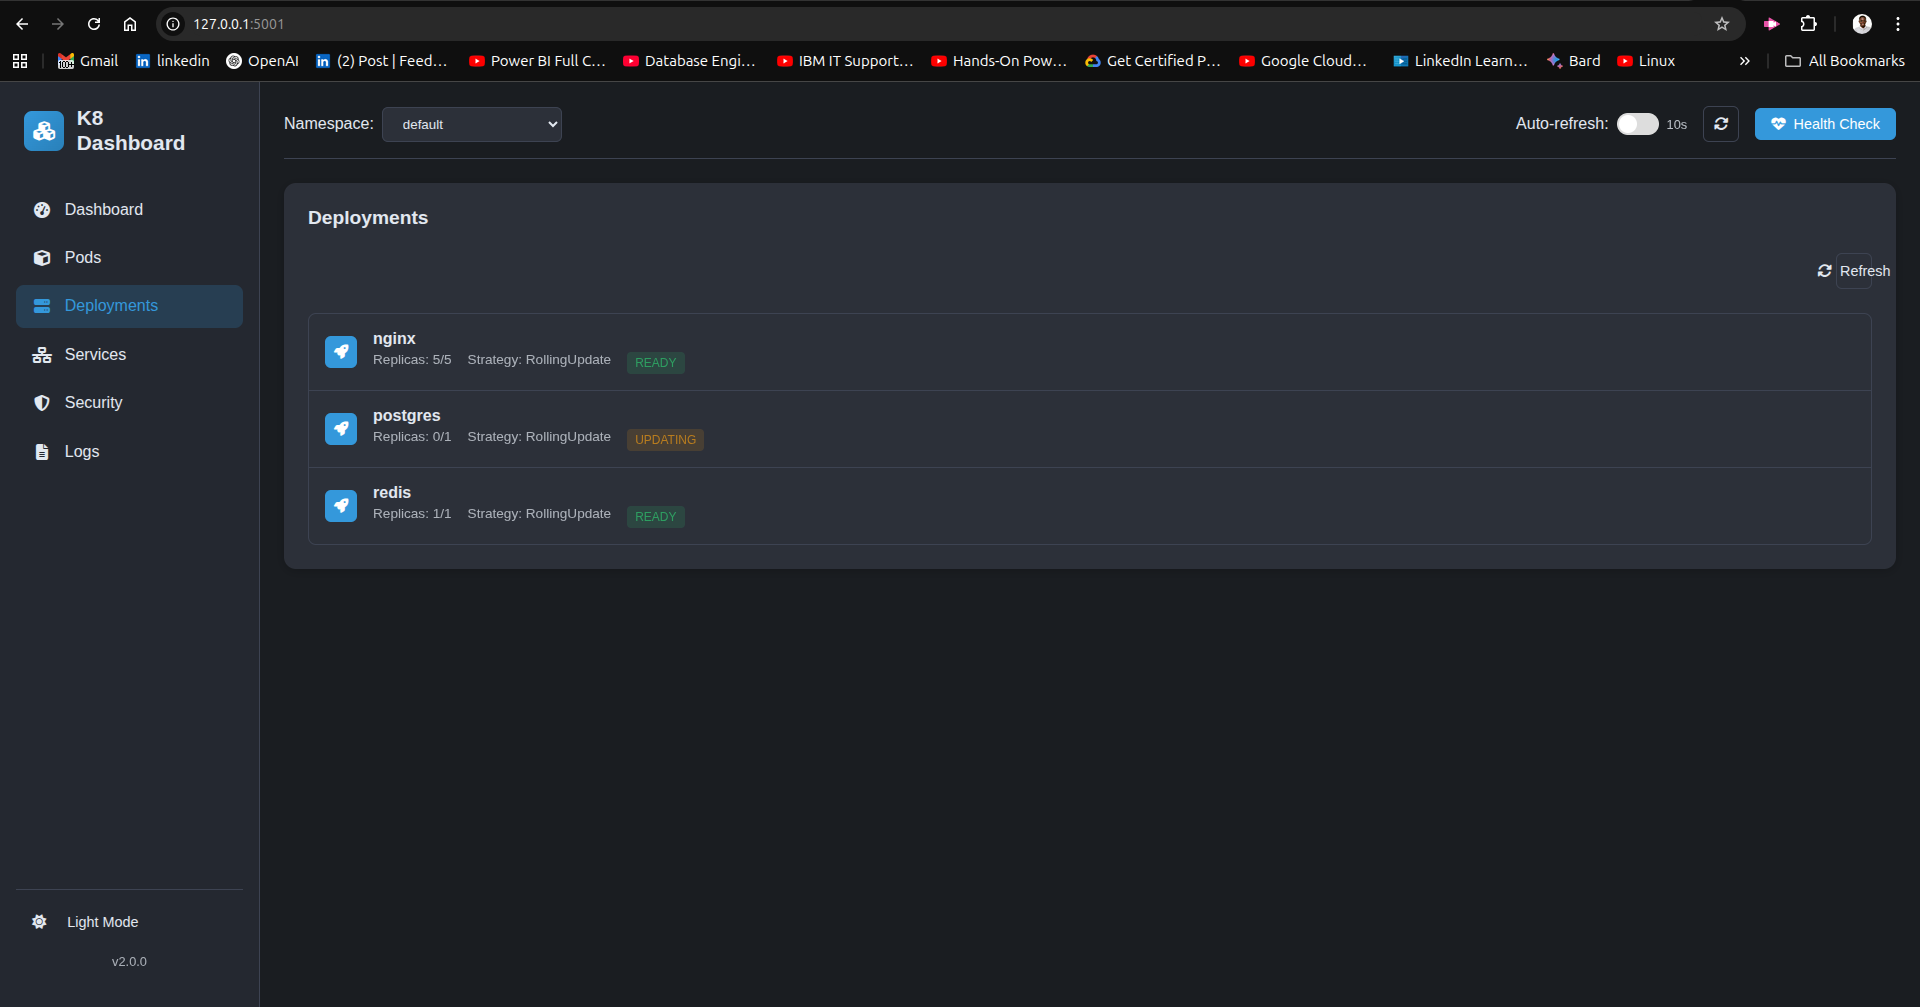 127.0.0.1:5001
Gmail linkedin OpenAI (2) Post | Feed... Power BI Full C... Database Engi... IBM IT Support... Hands-On Pow... Get Certified P... Google Cloud... LinkedIn Learn... Bard Linux All Bookmarks
K8
Dashboard
Namespace: default
Auto-refresh: 10s Health Check
Dashboard
Pods
Deployments
Services
Security
Logs
Deployments
Refresh
nginx
Replicas: 5/5 Strategy: RollingUpdate READY
postgres
Replicas: 0/1 Strategy: RollingUpdate UPDATING
redis
Replicas: 1/1 Strategy: RollingUpdate READY
Light Mode
v2.0.0